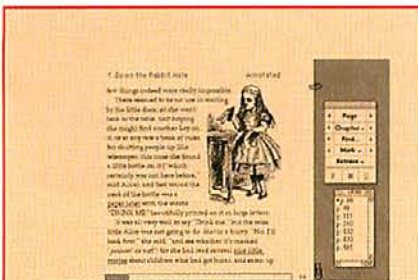 1 Down the Rabbit Hole Annotated
few things indeed were really impossible.
There seemed to be no use in waiting
by the little door, so she went
back to the table, half hoping
she might find another key on
it, or at any rate a book of rules
for shutting people up like
telescopes: this time she found
a little bottle on it ("which
certainly was not here before,"
said Alice), and tied round the
neck of the bottle was a
paper label with the words
"DRINK ME" beautifully printed on it in large letters.
It was all very well to say "Drink me," but the wise
little Alice was not going to do that in a hurry. "No, I'll
look first," she said, "and see whether it's marked
'poison' or not"; for she had read several nice little
stories about children who had got burnt, and eaten up
Page
Chapter
Find
Mark
Retrace